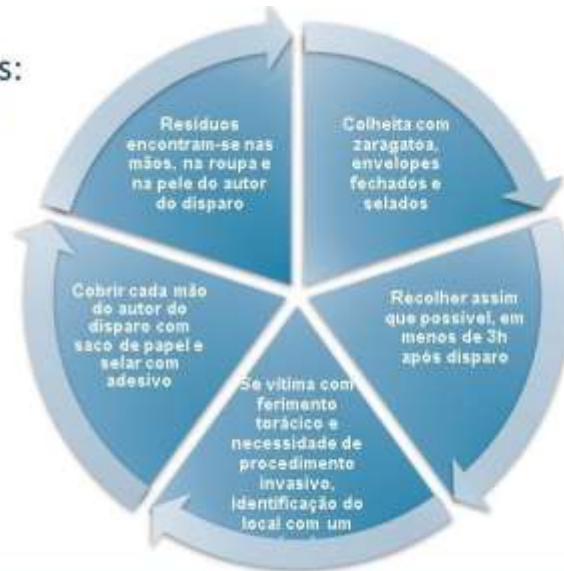 s:
Resíduos
encontram-se nas
mãos, na roupa e
na pele do autor
do disparo
Colheita com
zaragatoa,
envelopes
fechados e
selados
Recolher assim
que possível, em
menos de 3h
após disparo
Se vítima com
ferimento
torácico e
necessidade de
procedimento
invasivo,
identificação do
local com um
Cobrir cada mão
do autor do
disparo com
saco de papel e
selar com
adesivo